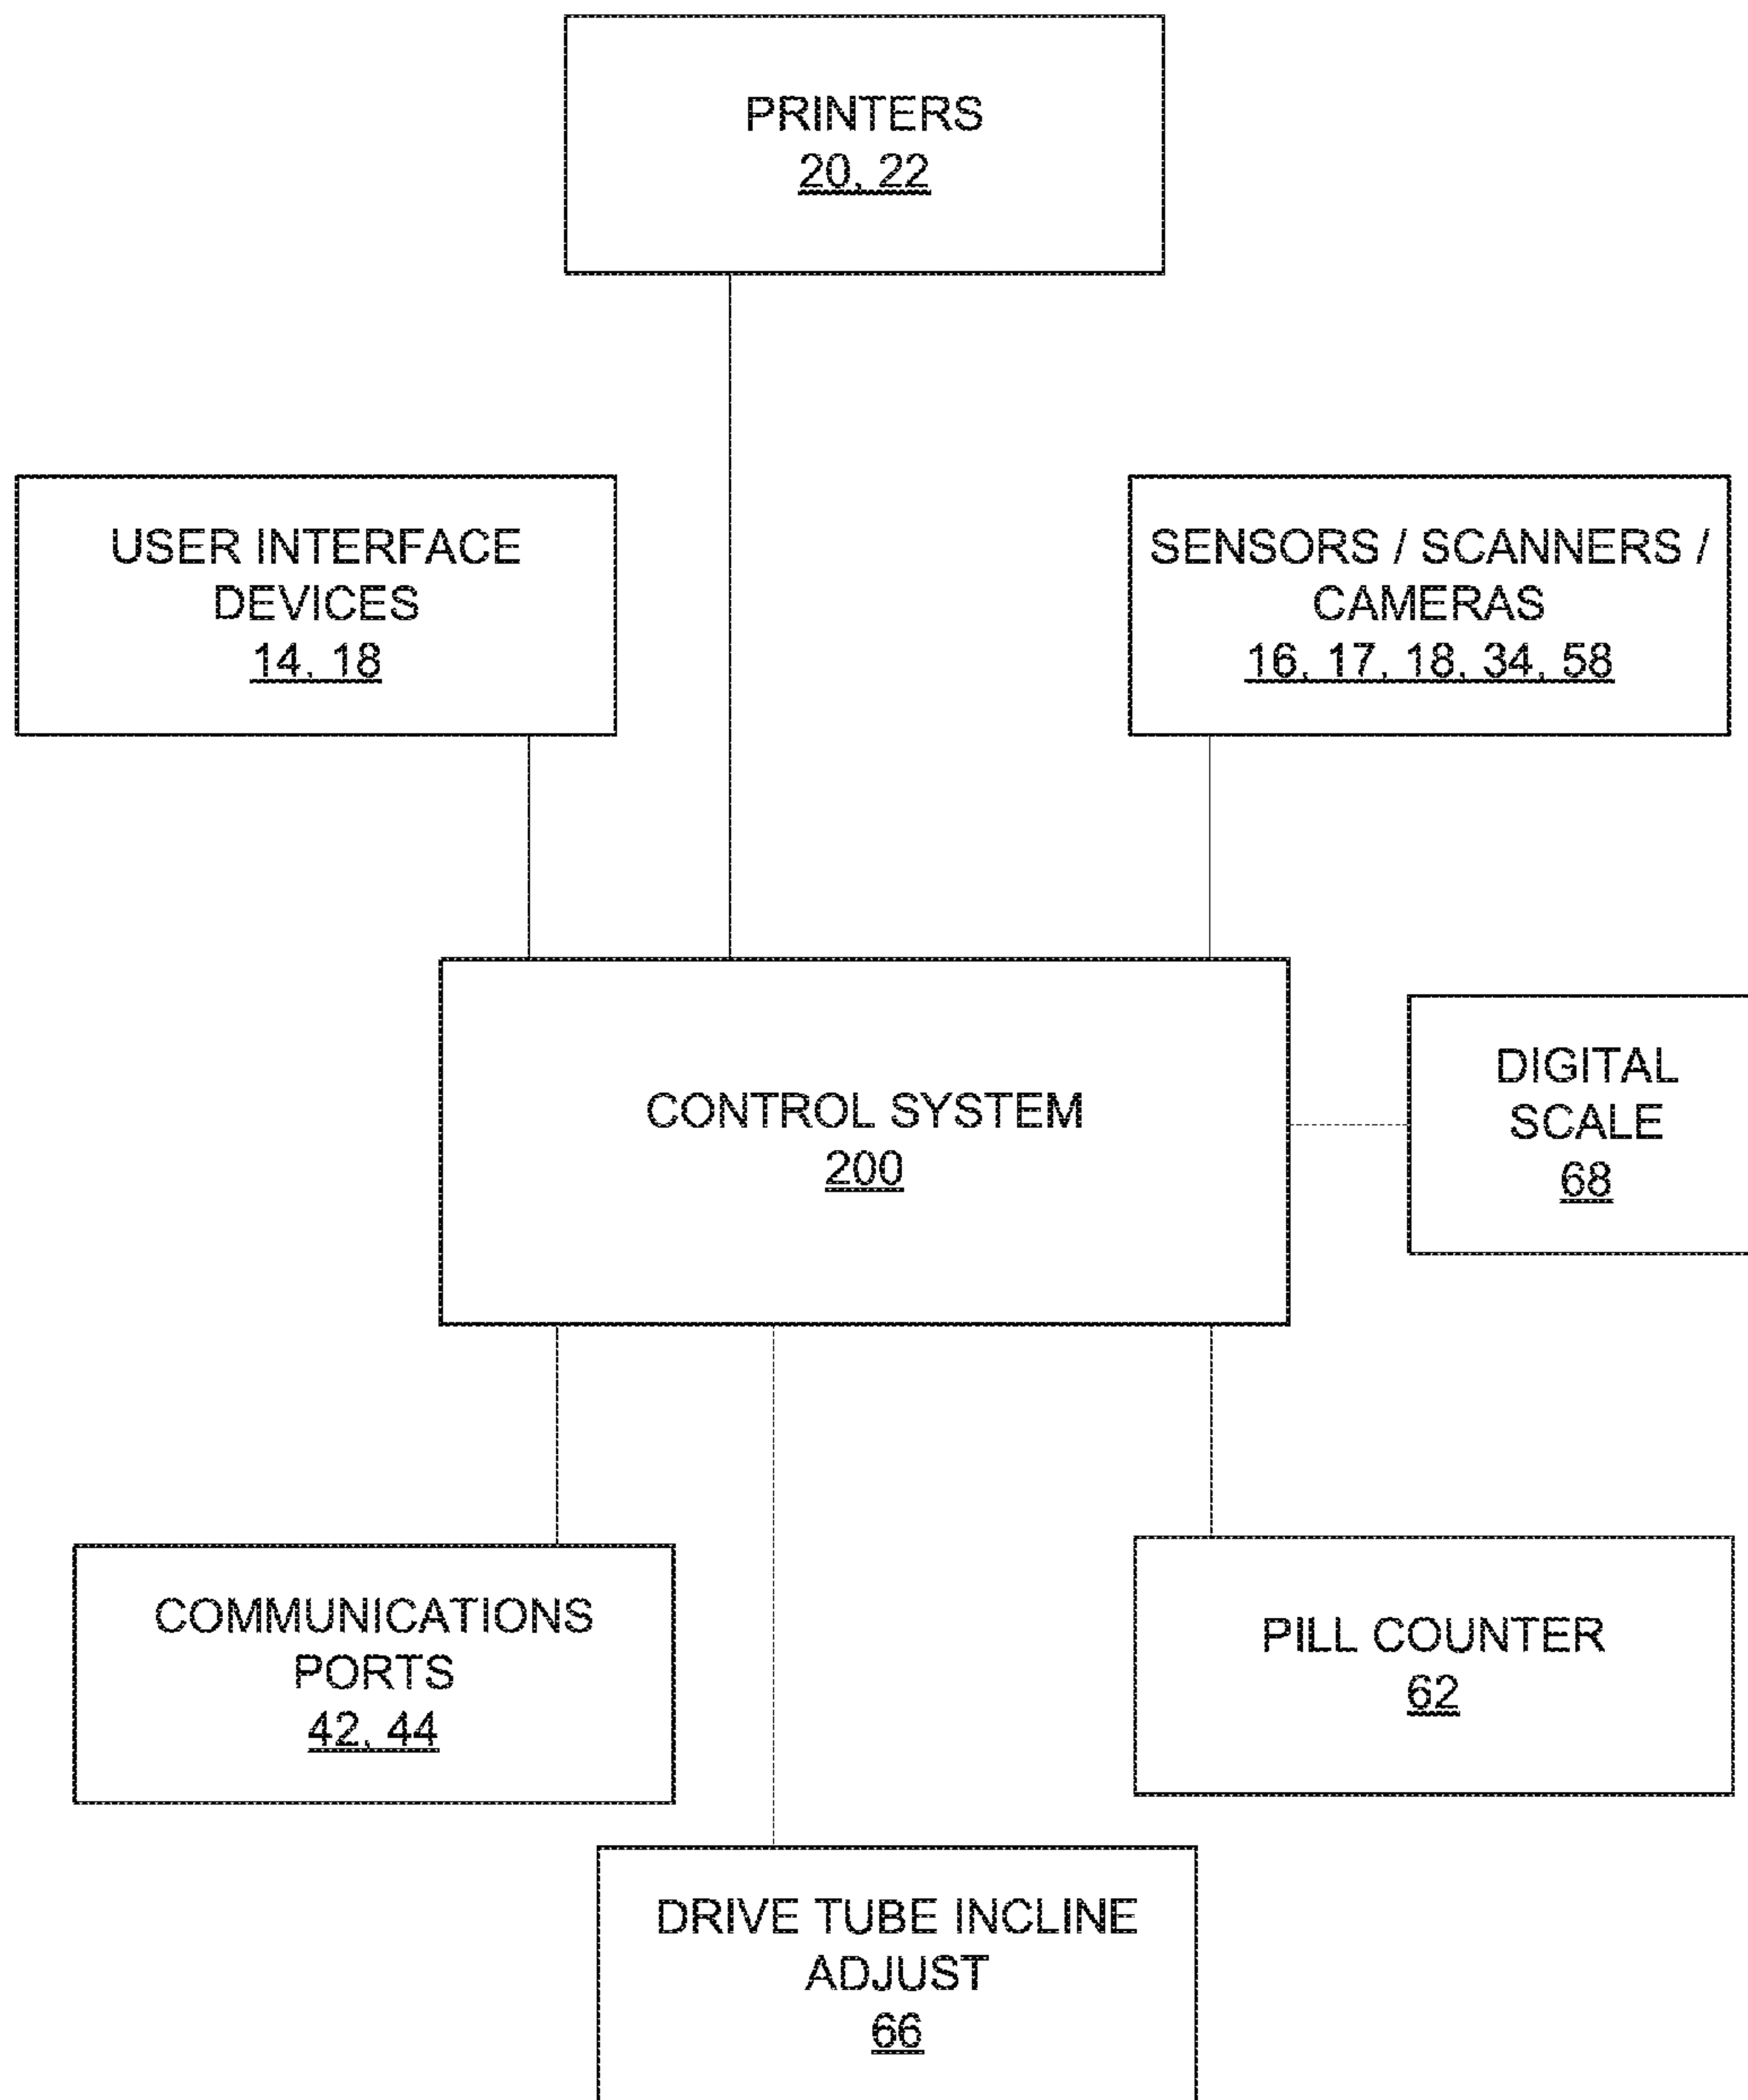 PRINTERS
20, 22
USER INTERFACE
DEVICES
14, 18
SENSORS / SCANNERS /
CAMERAS
16, 17, 18, 34, 58
CONTROL SYSTEM
200
DIGITAL
SCALE
68
COMMUNICATIONS
PORTS
42, 44
PILL COUNTER
62
DRIVE TUBE INCLINE
ADJUST
66